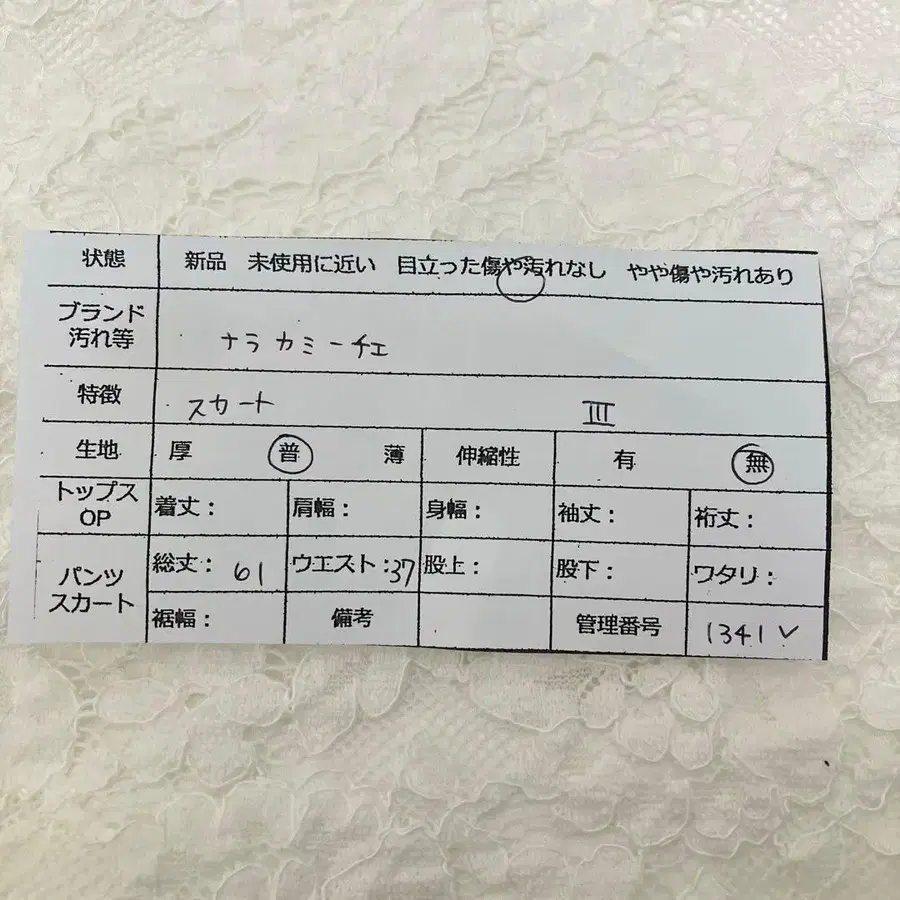 状態 新品 未使用に近い 目立った傷や汚れなし やや傷や汚れあり
ブランド
汚れ等 ナラカミーチェ
特徴 スカート III
生地 厚 普 薄 伸縮性 有 無
トップス
OP 着丈: 肩幅: 身幅: 袖丈: 裄丈:
パンツ
スカート 総丈: 61 ウエスト:37 股上: 股下: ワタリ:
裾幅: 備考 管理番号 1341✓